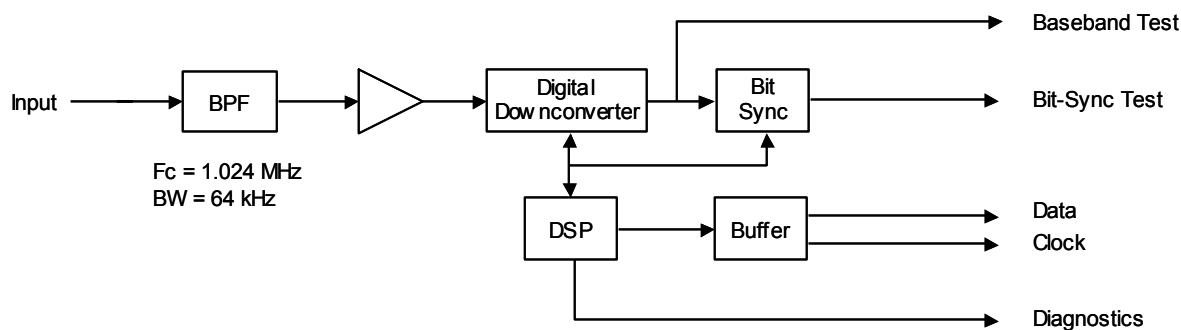 Baseband Test
Input
BPF
Digital
Downconverter
Bit
Sync
Bit-Sync Test
Fc = 1.024 MHz
BW = 64 kHz
DSP
Buffer
Data
Clock
Diagnostics